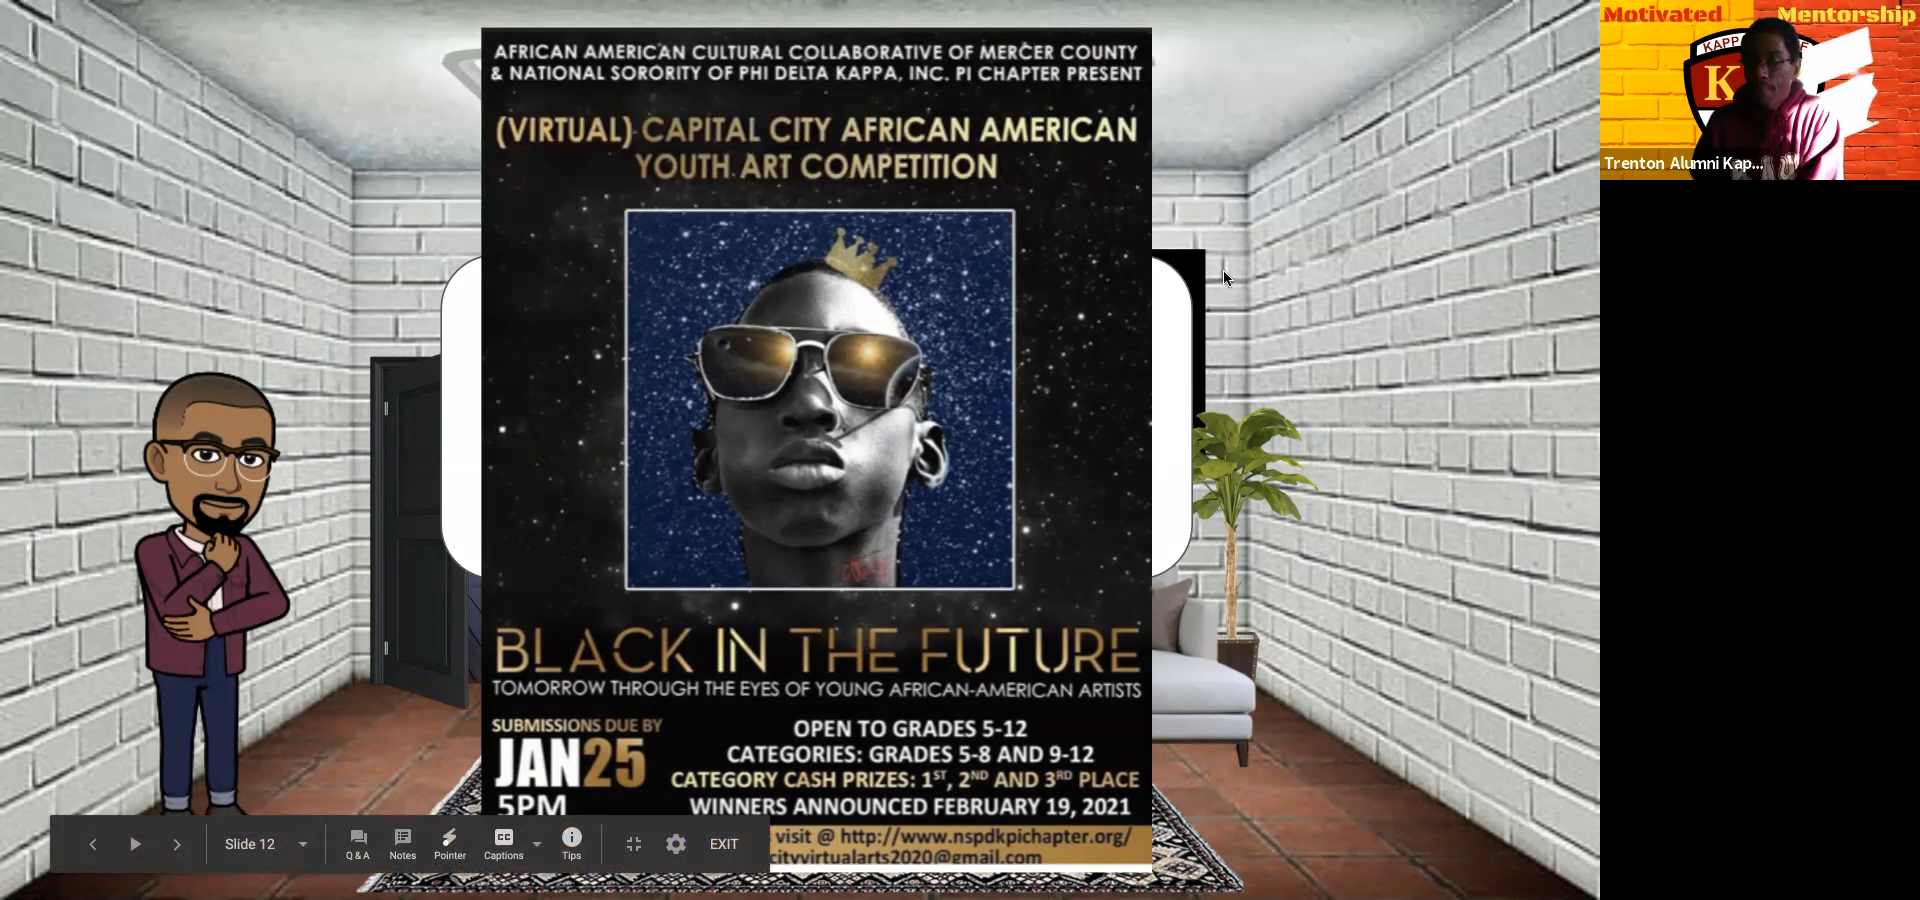 AFRICAN AMERICAN CULTURAL COLLABORATIVE OF MERCER COUNTY
& NATIONAL SORORITY OF PHI DELTA KAPPA, INC. PI CHAPTER PRESENT
(VIRTUAL) CAPITAL CITY AFRICAN AMERICAN
YOUTH ART COMPETITION
BLACK IN THE FUTURE
TOMORROW THROUGH THE EYES OF YOUNG AFRICAN-AMERICAN ARTISTS
SUBMISSIONS DUE BY
JAN25
5PM
OPEN TO GRADES 5-12
CATEGORIES: GRADES 5-8 AND 9-12
CATEGORY CASH PRIZES: 1ST, 2ND AND 3RD PLACE
WINNERS ANNOUNCED FEBRUARY 19, 2021
visit @ http://www.nspdkpichapter.org/
cityvirtualarts2020@gmail.com
Slide 12
Q & A
Notes
Pointer
CC
Captions
Tips
EXIT
Motivated Mentorship
KAPP
K
Trenton Alumni Kap...